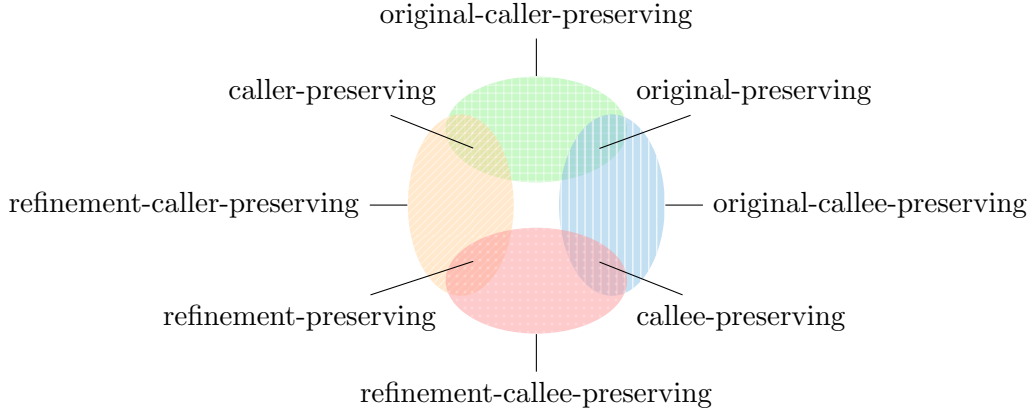 original-caller-preserving
caller-preserving
original-preserving
refinement-caller-preserving
original-callee-preserving
refinement-preserving
callee-preserving
refinement-callee-preserving